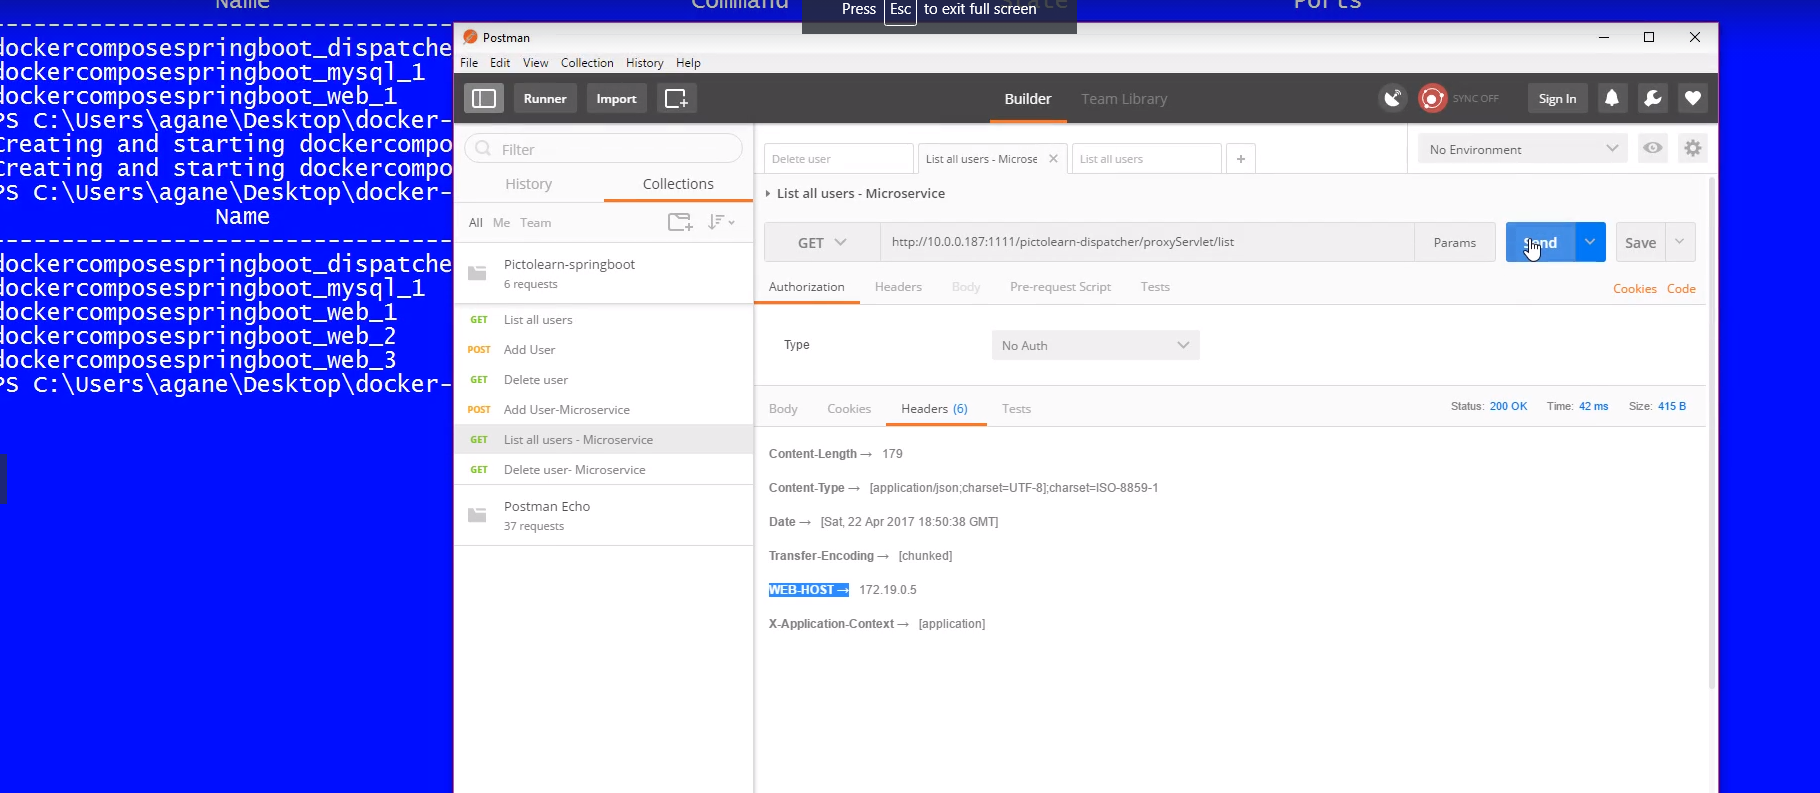 Name Command State Ports
Press Esc to exit full screen
dockercomposespringboot_dispatche
dockercomposespringboot_mysql_1
dockercomposespringboot_web_1
PS C:\Users\agane\Desktop\docker-
Creating and starting dockercompo
Creating and starting dockercompo
PS C:\Users\agane\Desktop\docker-
Name
dockercomposespringboot_dispatche
dockercomposespringboot_mysql_1
dockercomposespringboot_web_1
dockercomposespringboot_web_2
dockercomposespringboot_web_3
PS C:\Users\agane\Desktop\docker-
Postman
File Edit View Collection History Help
Runner Import Builder Team Library SYNC OFF Sign In
Filter
History Collections
All Me Team
Pictolearn-springboot
6 requests
GET List all users
POST Add User
GET Delete user
POST Add User-Microservice
GET List all users - Microservice
GET Delete user- Microservice
Postman Echo
37 requests
Delete user List all users - Microse List all users + No Environment
List all users - Microservice
GET http://10.0.0.187:1111/pictolearn-dispatcher/proxyServlet/list Params Send Save
Authorization Headers Body Pre-request Script Tests Cookies Code
Type No Auth
Body Cookies Headers (6) Tests Status: 200 OK Time: 42 ms Size: 415 B
Content-Length → 179
Content-Type → [application/json;charset=UTF-8];charset=ISO-8859-1
Date → [Sat, 22 Apr 2017 18:50:38 GMT]
Transfer-Encoding → [chunked]
WEB-HOST → 172.19.0.5
X-Application-Context → [application]